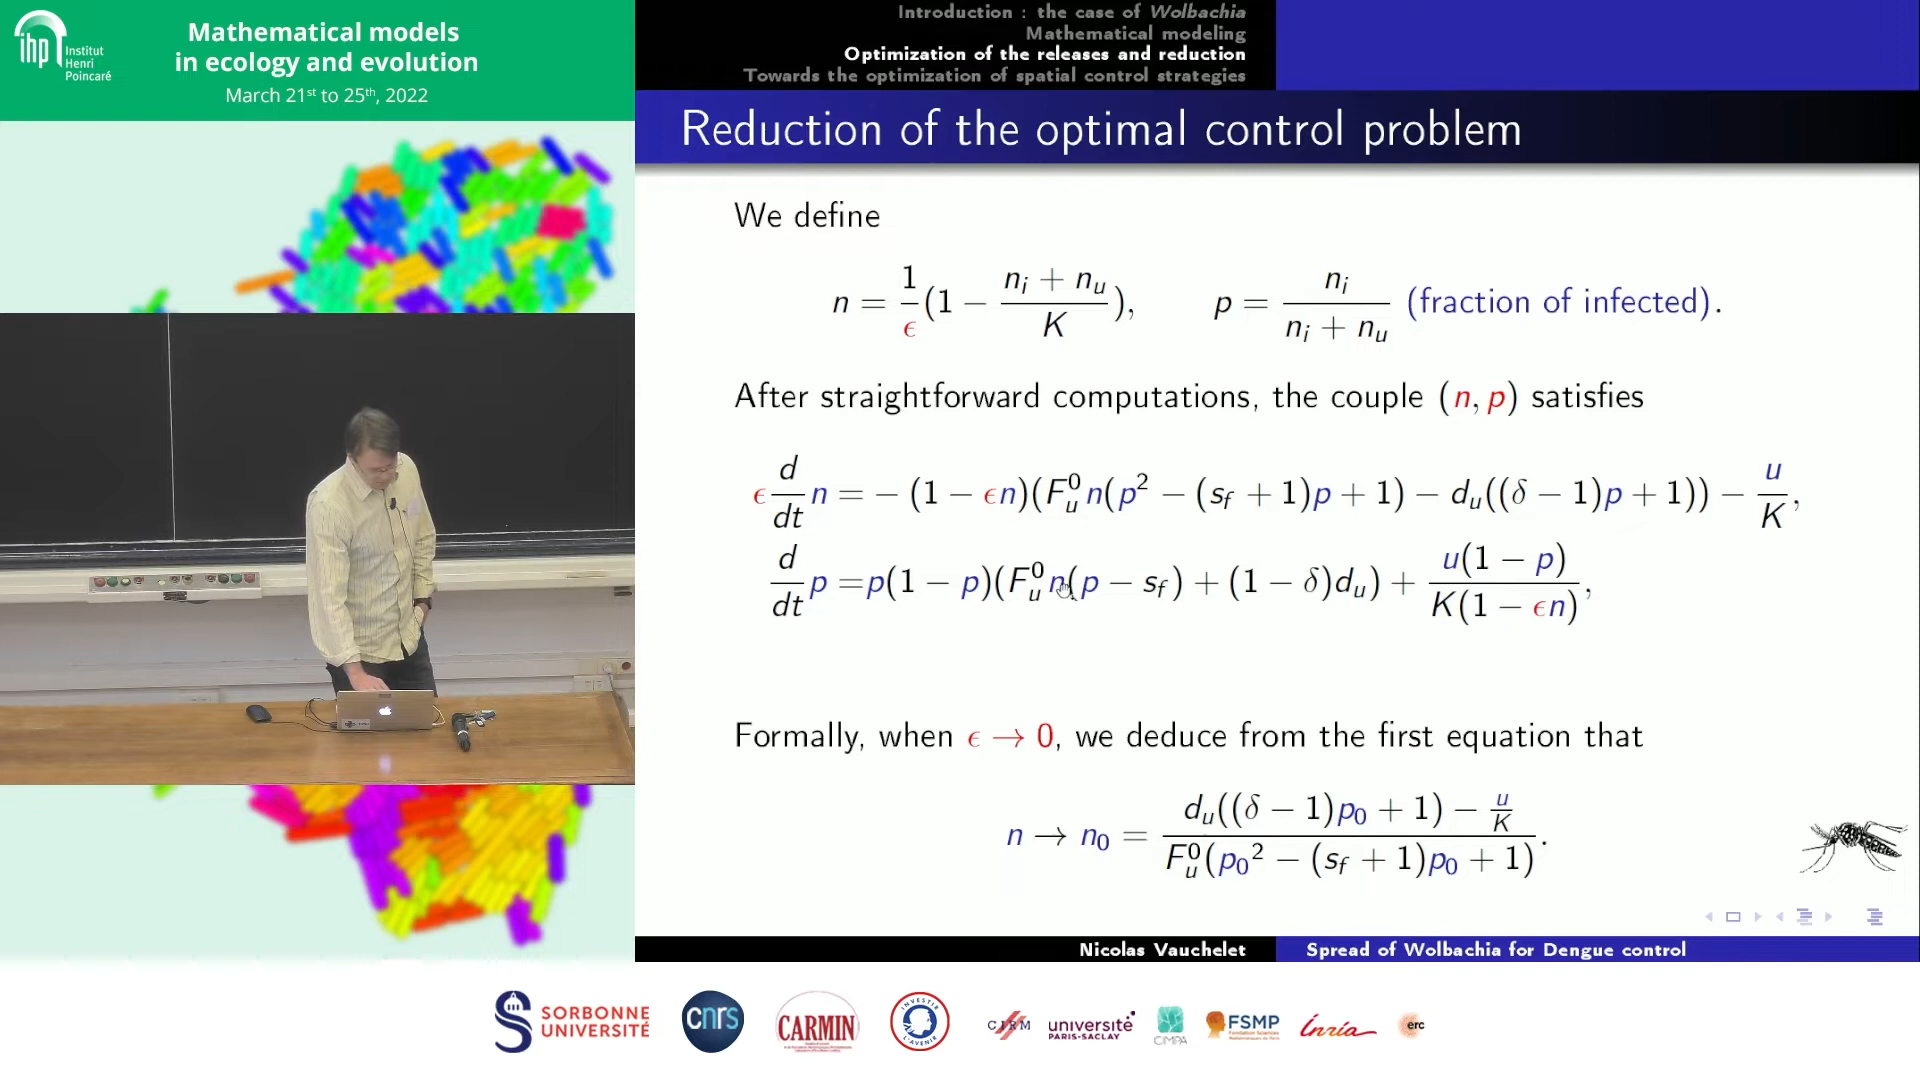 ihp Institut
Henri
Poincaré
Mathematical models
in ecology and evolution
March 21st to 25th, 2022
Introduction : the case of Wolbachia
Mathematical modeling
Optimization of the releases and reduction
Towards the optimization of spatial control strategies
Reduction of the optimal control problem
We define
n = 1/ϵ (1 − (n_i + n_u)/K), p = n_i/(n_i + n_u) (fraction of infected).
After straightforward computations, the couple (n, p) satisfies
ϵ d/dt n = − (1 − ϵn)(F_u^0 n(p² − (s_f + 1)p + 1) − d_u((δ − 1)p + 1)) − u/K,
d/dt p = p(1 − p)(F_u^0 n(p − s_f) + (1 − δ)d_u) + u(1 − p)/(K(1 − ϵn)),
Formally, when ϵ → 0, we deduce from the first equation that
n → n_0 = (d_u((δ − 1)p_0 + 1) − u/K)/(F_u^0(p_0² − (s_f + 1)p_0 + 1)).
Nicolas Vauchelet
Spread of Wolbachia for Dengue control
SORBONNE
UNIVERSITÉ
cnrs
CARMIN
INVESTIR
L'AVENIR
CIRM
université
PARIS-SACLAY
CIMPA
FSMP
Inria
erc